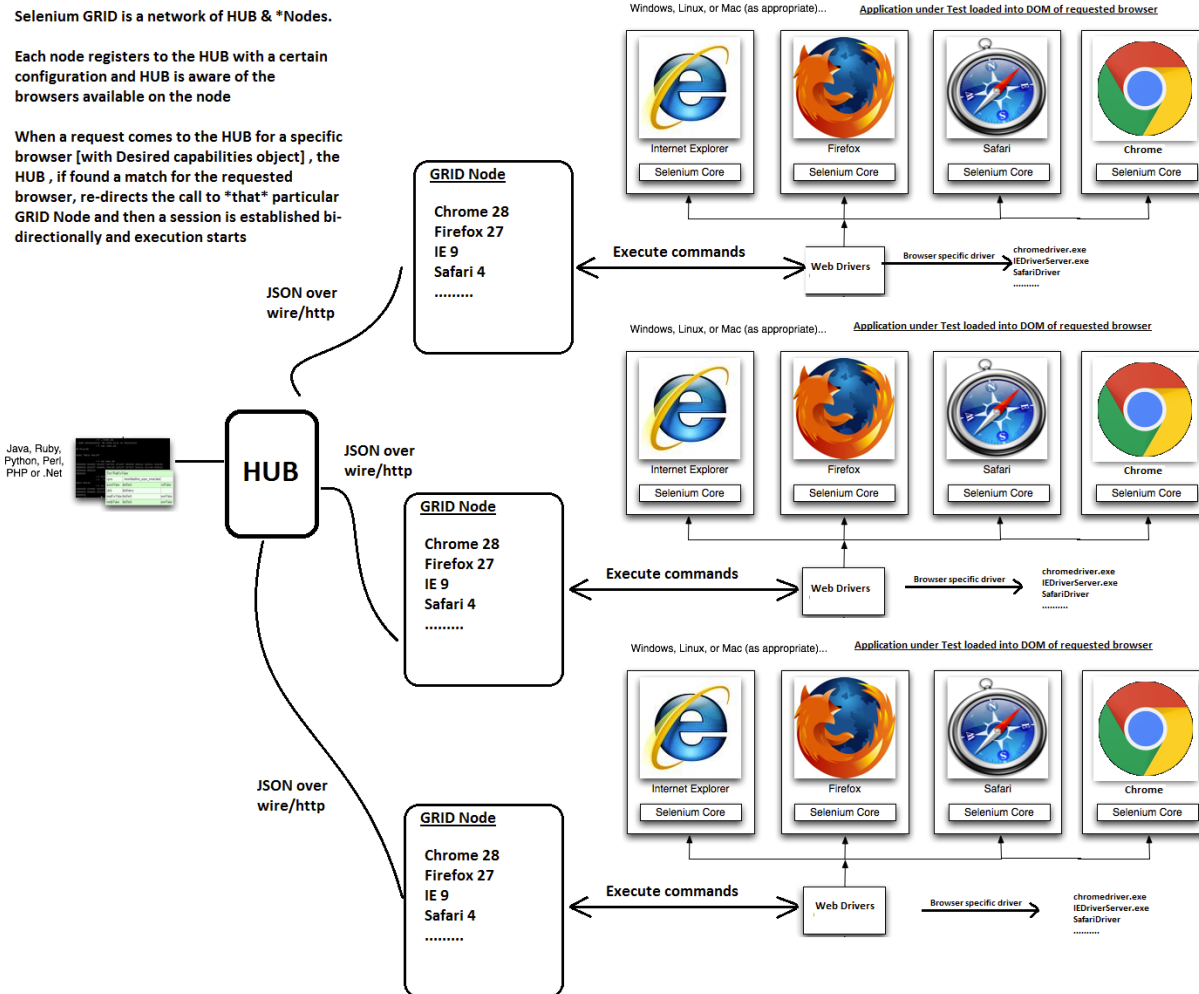 Selenium GRID is a network of HUB & *Nodes.
Each node registers to the HUB with a certain
configuration and HUB is aware of the
browsers available on the node
When a request comes to the HUB for a specific
browser [with Desired capabilities object] , the
HUB , if found a match for the requested
browser, re-directs the call to *that* particular
GRID Node and then a session is established bi-
directionally and execution starts
Java, Ruby,
Python, Perl,
PHP or .Net
HUB
JSON over
wire/http
GRID Node
Chrome 28
Firefox 27
IE 9
Safari 4
.........
Execute commands
Windows, Linux, or Mac (as appropriate)...
Application under Test loaded into DOM of requested browser
Internet Explorer
Selenium Core
Firefox
Selenium Core
Safari
Selenium Core
Chrome
Selenium Core
Web Drivers
Browser specific driver
chromedriver.exe
IEDriverServer.exe
SafariDriver
..........
JSON over
wire/http
GRID Node
Chrome 28
Firefox 27
IE 9
Safari 4
.........
Execute commands
Windows, Linux, or Mac (as appropriate)...
Application under Test loaded into DOM of requested browser
Internet Explorer
Selenium Core
Firefox
Selenium Core
Safari
Selenium Core
Chrome
Selenium Core
Web Drivers
Browser specific driver
chromedriver.exe
IEDriverServer.exe
SafariDriver
..........
JSON over
wire/http
GRID Node
Chrome 28
Firefox 27
IE 9
Safari 4
.........
Execute commands
Windows, Linux, or Mac (as appropriate)...
Application under Test loaded into DOM of requested browser
Internet Explorer
Selenium Core
Firefox
Selenium Core
Safari
Selenium Core
Chrome
Selenium Core
Web Drivers
Browser specific driver
chromedriver.exe
IEDriverServer.exe
SafariDriver
..........